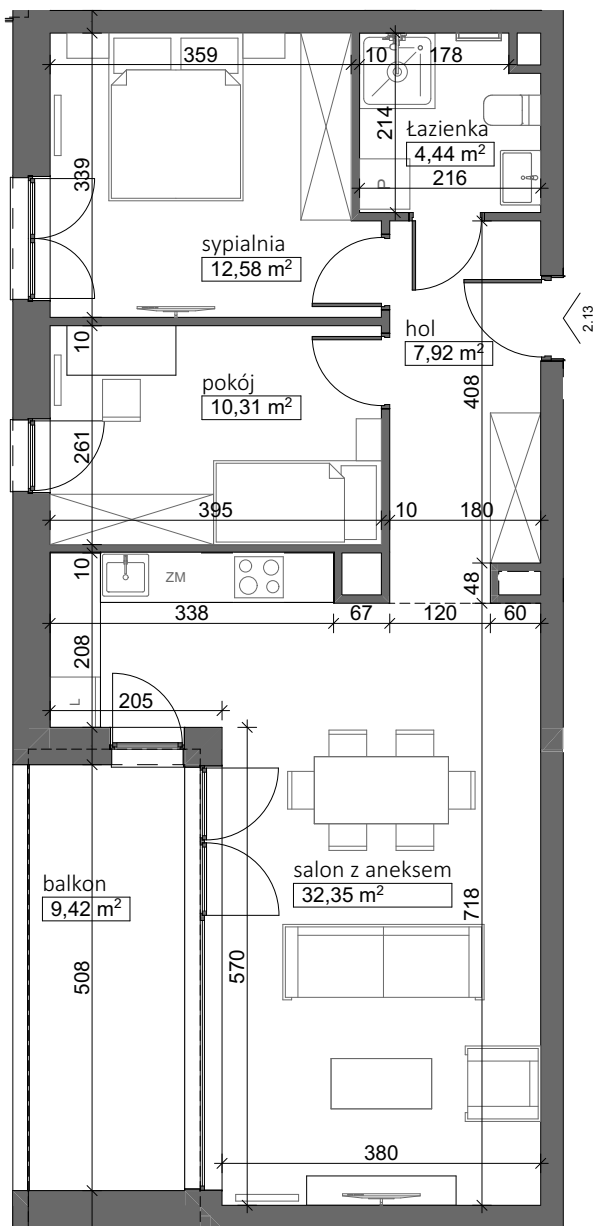 359
10
178
214
Łazienka
4,44 m²
P
216
339
sypialnia
12,58 m²
hol
7,92 m²
2.13
10
pokój
10,31 m²
408
261
395
10
180
10
ZM
48
338
67
120
60
208
L
205
salon z aneksem
32,35 m²
balkon
9,42 m²
718
508
570
380